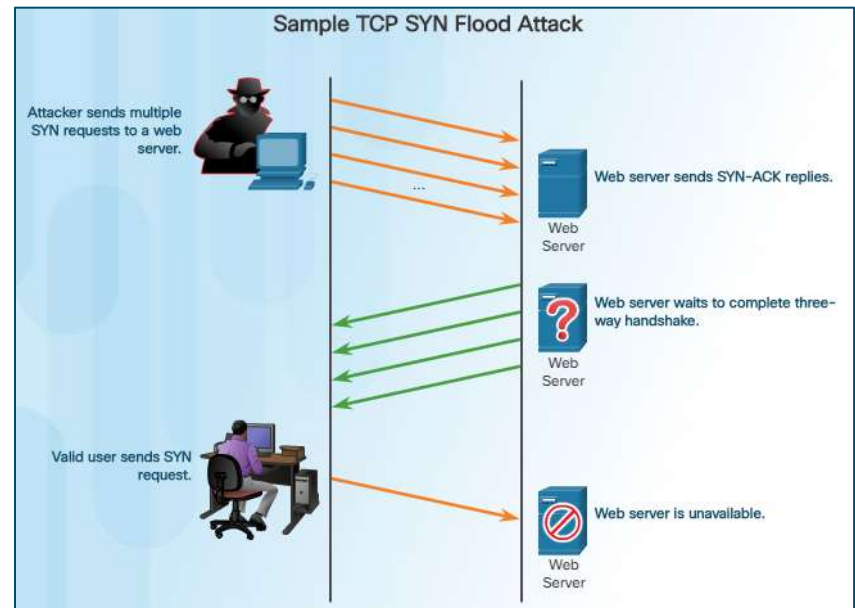 Sample TCP SYN Flood Attack
Attacker sends multiple
SYN requests to a web
server.
...
Web server sends SYN-ACK replies.
Web
Server
Web server waits to complete three-
way handshake.
Web
Server
Valid user sends SYN
request.
Web server is unavailable.
Web
Server